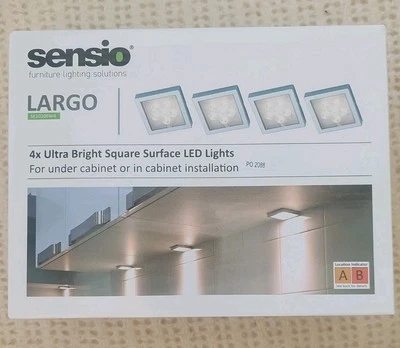 sensio
furniture lighting solutions
LARGO
4x Ultra Bright Square Surface LED Lights
For under cabinet or in cabinet installation PO 2088
Location Indicator
A B